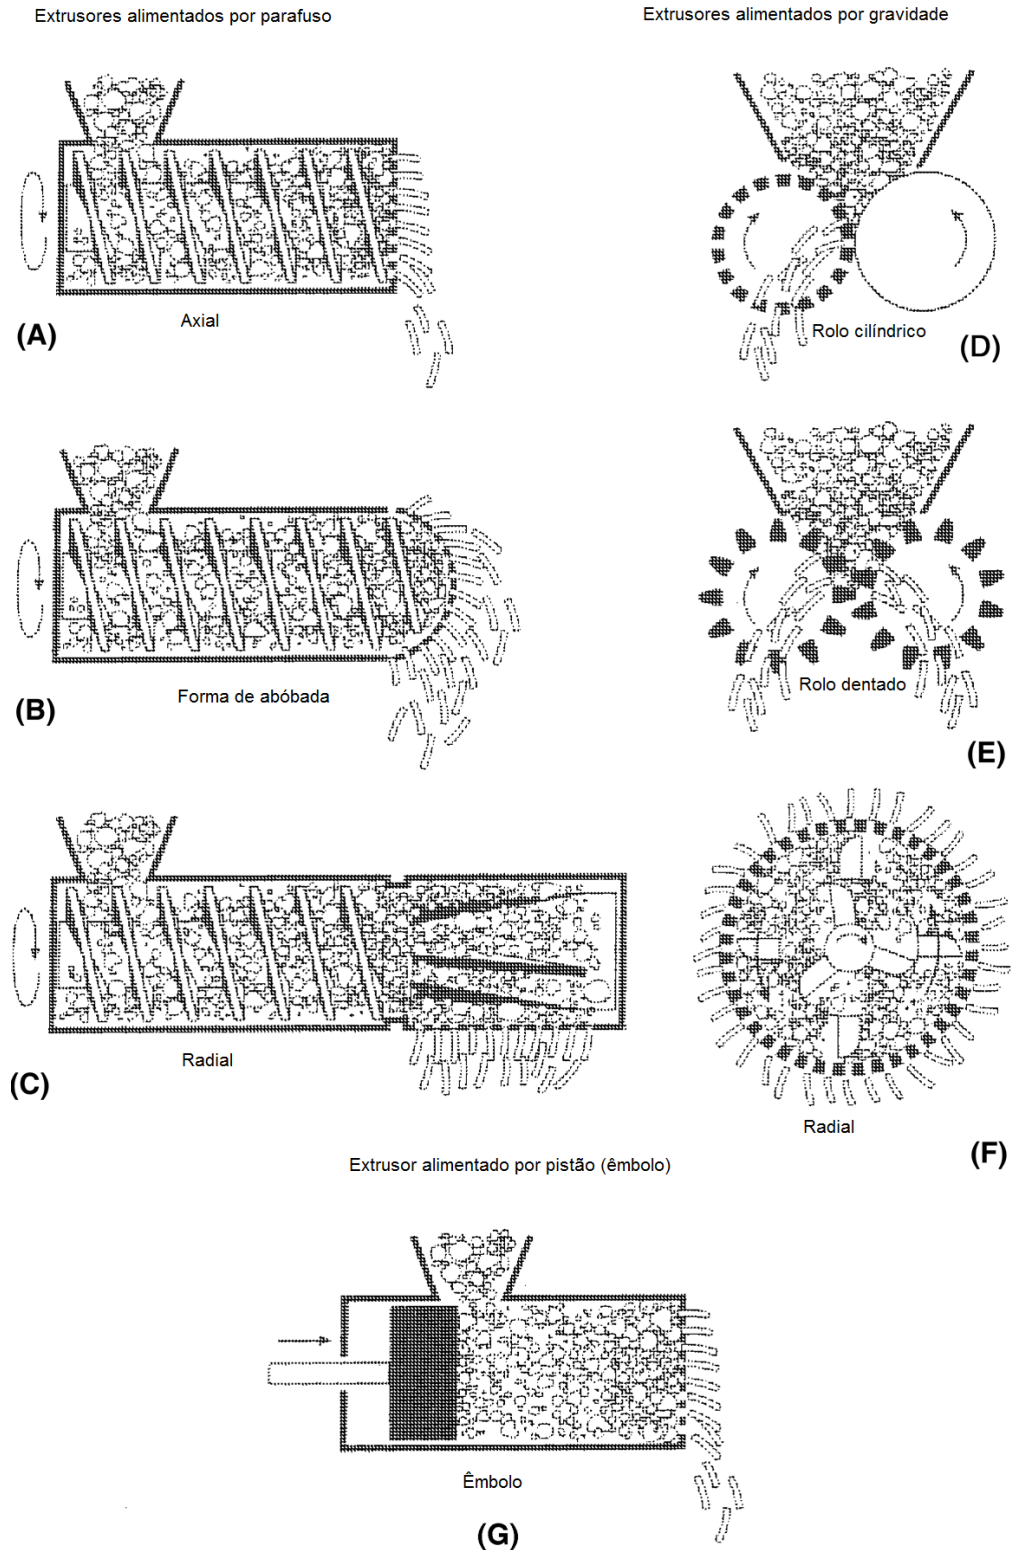 Extrusores alimentados por parafuso
Extrusores alimentados por gravidade
Axial
(A)
Rolo cilíndrico
(D)
Forma de abóbada
(B)
Rolo dentado
(E)
Radial
(C)
Radial
(F)
Extrusor alimentado por pistão (êmbolo)
Êmbolo
(G)